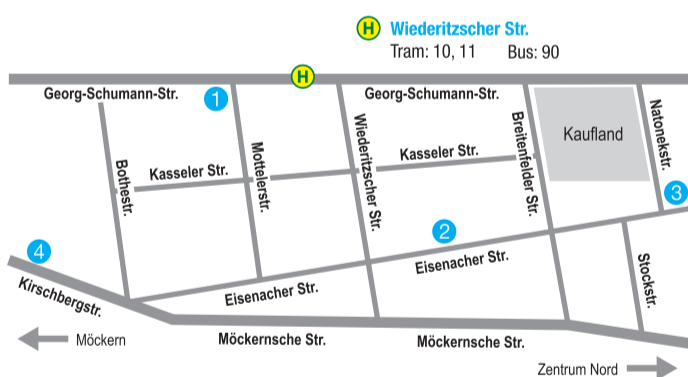 H Wiederitzscher Str.
Tram: 10, 11 Bus: 90
H
Georg-Schumann-Str.
1
Georg-Schumann-Str.
Bothestr.
Kasseler Str.
Mottelerstr.
Wiederitzscher Str.
Kasseler Str.
Breitenfelder Str.
Kaufland
Natonekstr.
3
2
4
Kirschbergstr.
Eisenacher Str.
Eisenacher Str.
Stockstr.
Möckern
Möckernsche Str.
Möckernsche Str.
Zentrum Nord